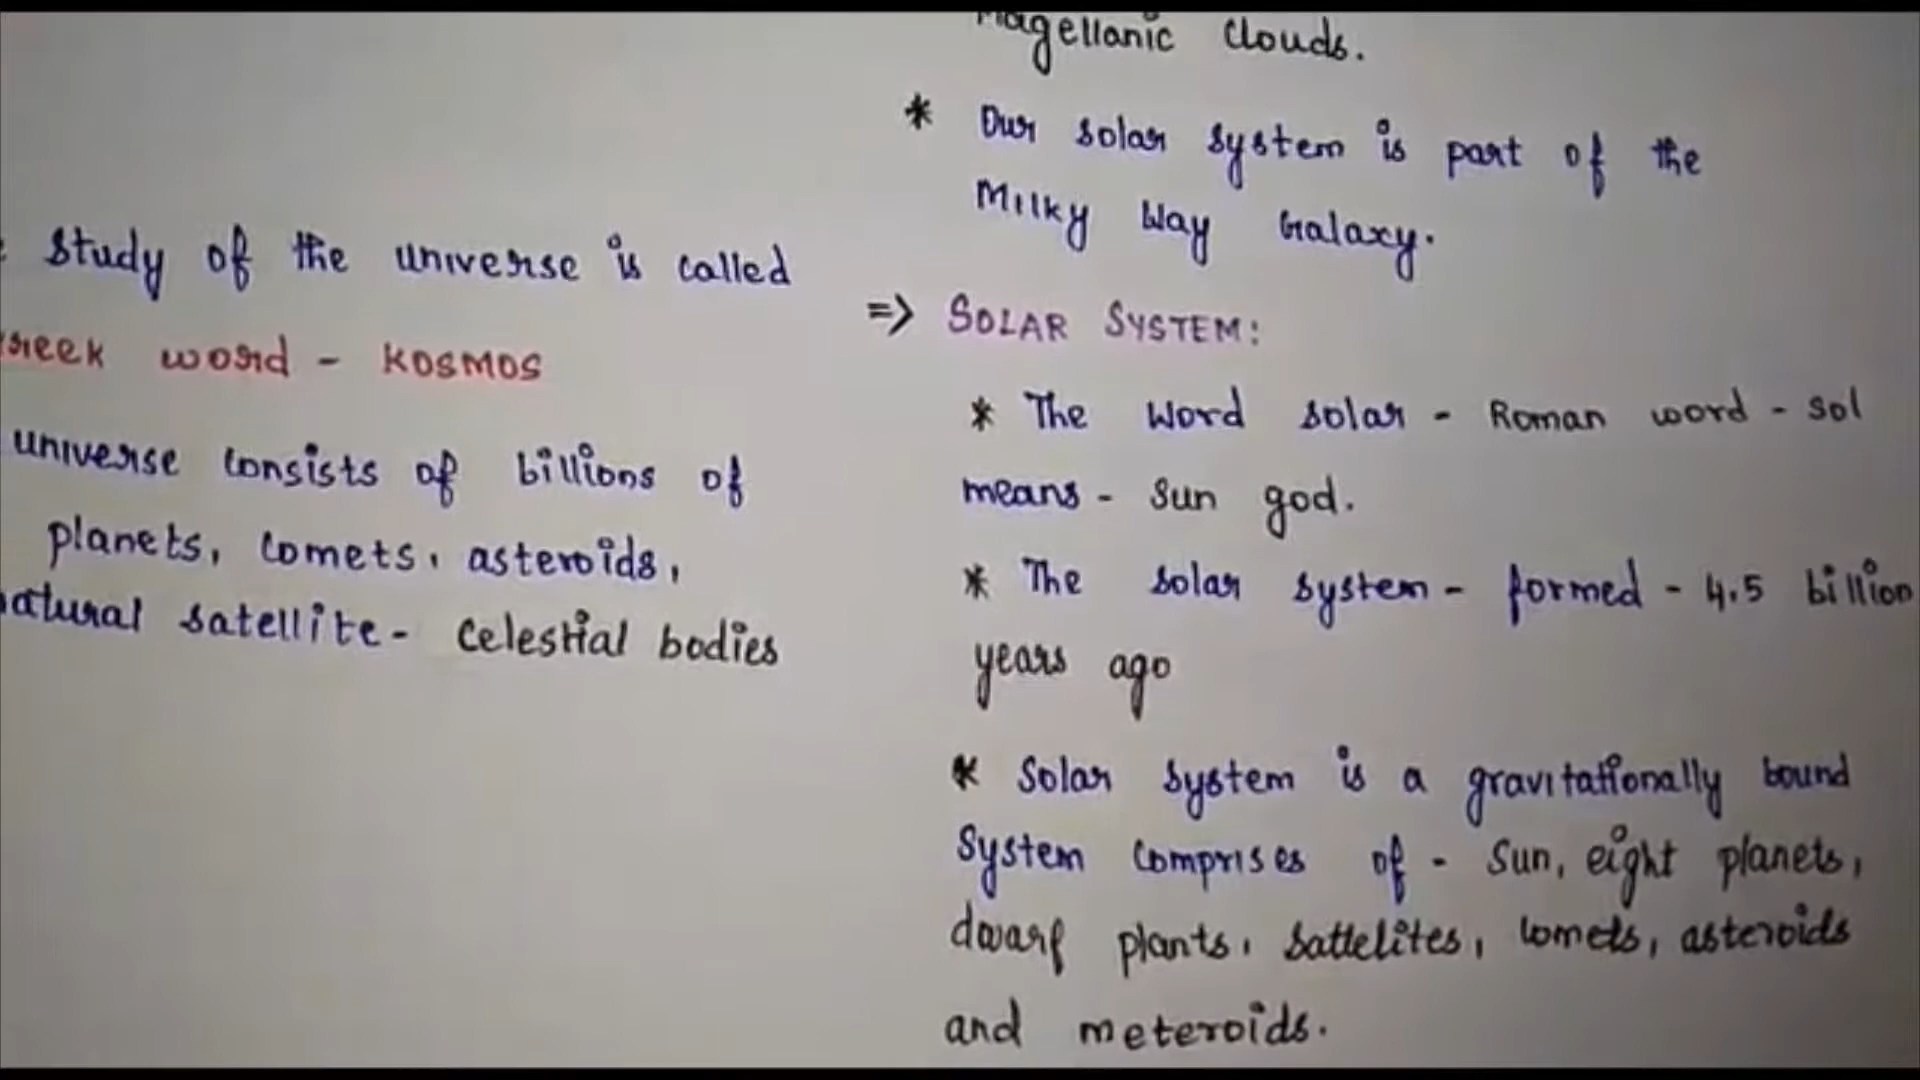 study of the universe is called
word - KOSMOS
universe consists of billions of
planets, comets, asteroids,
satellite - Celestial bodies
Magellanic Clouds.
* Our solar system is part of the
Milky Way Galaxy.
=> SOLAR SYSTEM:
* The Word solar - Roman word - sol
means - sun god.
* The solar system - formed - 4.5 billion
years ago
* Solar system is a gravitationally bound
System comprises of - Sun, eight planets,
dwarf plants, sattelites, comets, asteroids
and meteroids.